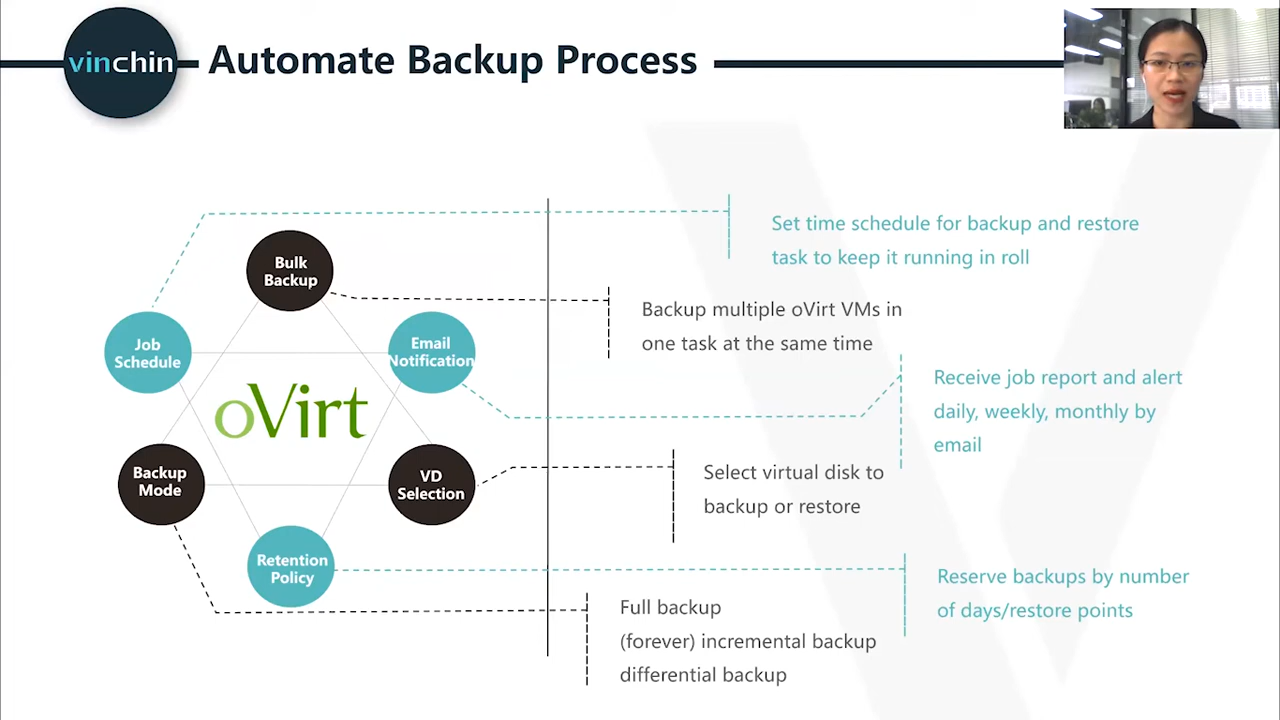 vinchin
Automate Backup Process
Bulk
Backup
Job
Schedule
Email
Notification
oVirt
Backup
Mode
VD
Selection
Retention
Policy
Set time schedule for backup and restore
task to keep it running in roll
Backup multiple oVirt VMs in
one task at the same time
Receive job report and alert
daily, weekly, monthly by
email
Select virtual disk to
backup or restore
Reserve backups by number
of days/restore points
Full backup
(forever) incremental backup
differential backup